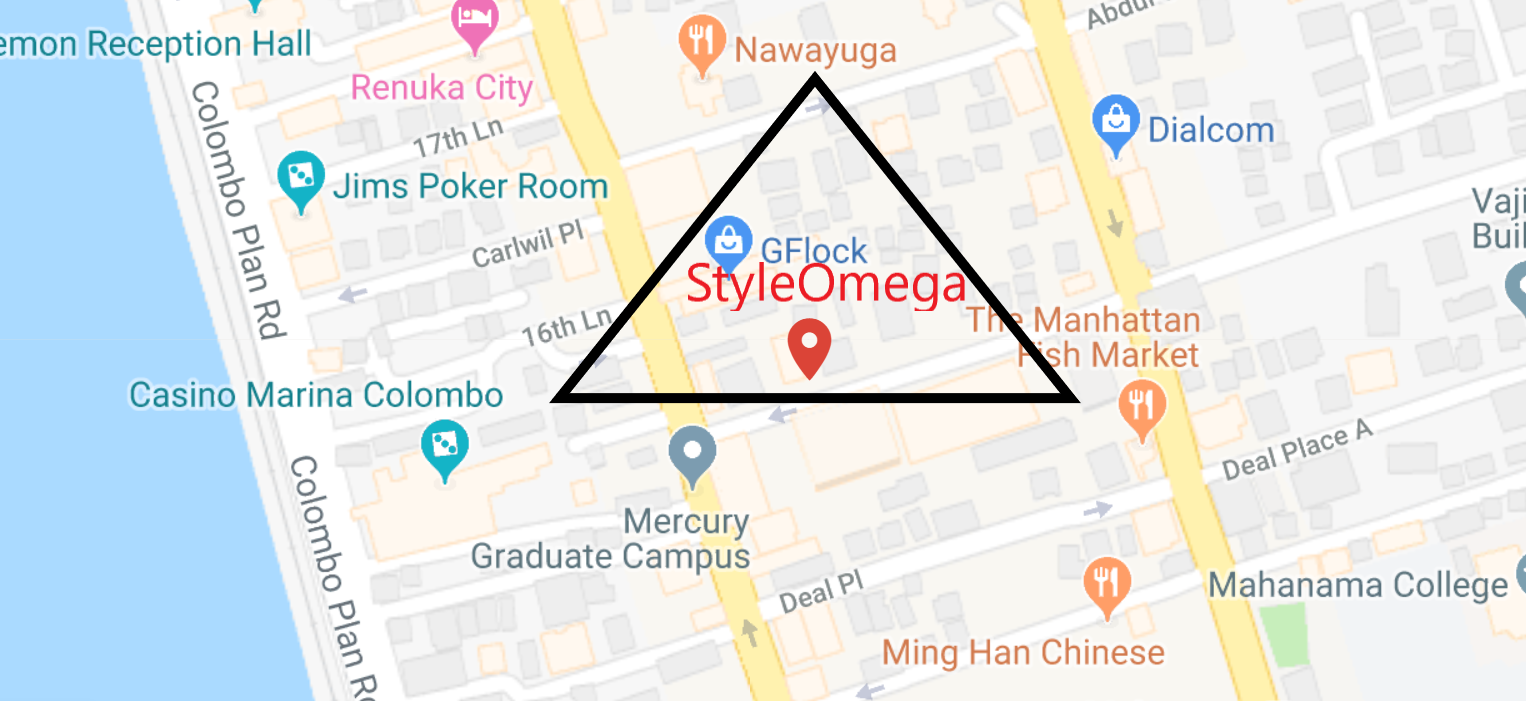 emon Reception Hall
Renuka City
Nawayuga
Abdul
17th Ln
Dialcom
Colombo Plan Rd
Jims Poker Room
Carlwil Pl
GFlock
StyleOmega
Vaji
Buil
16th Ln
The Manhattan
Fish Market
Casino Marina Colombo
Deal Place A
Colombo Plan Rd
Mercury
Graduate Campus
Deal Pl
Mahanama College
Ming Han Chinese